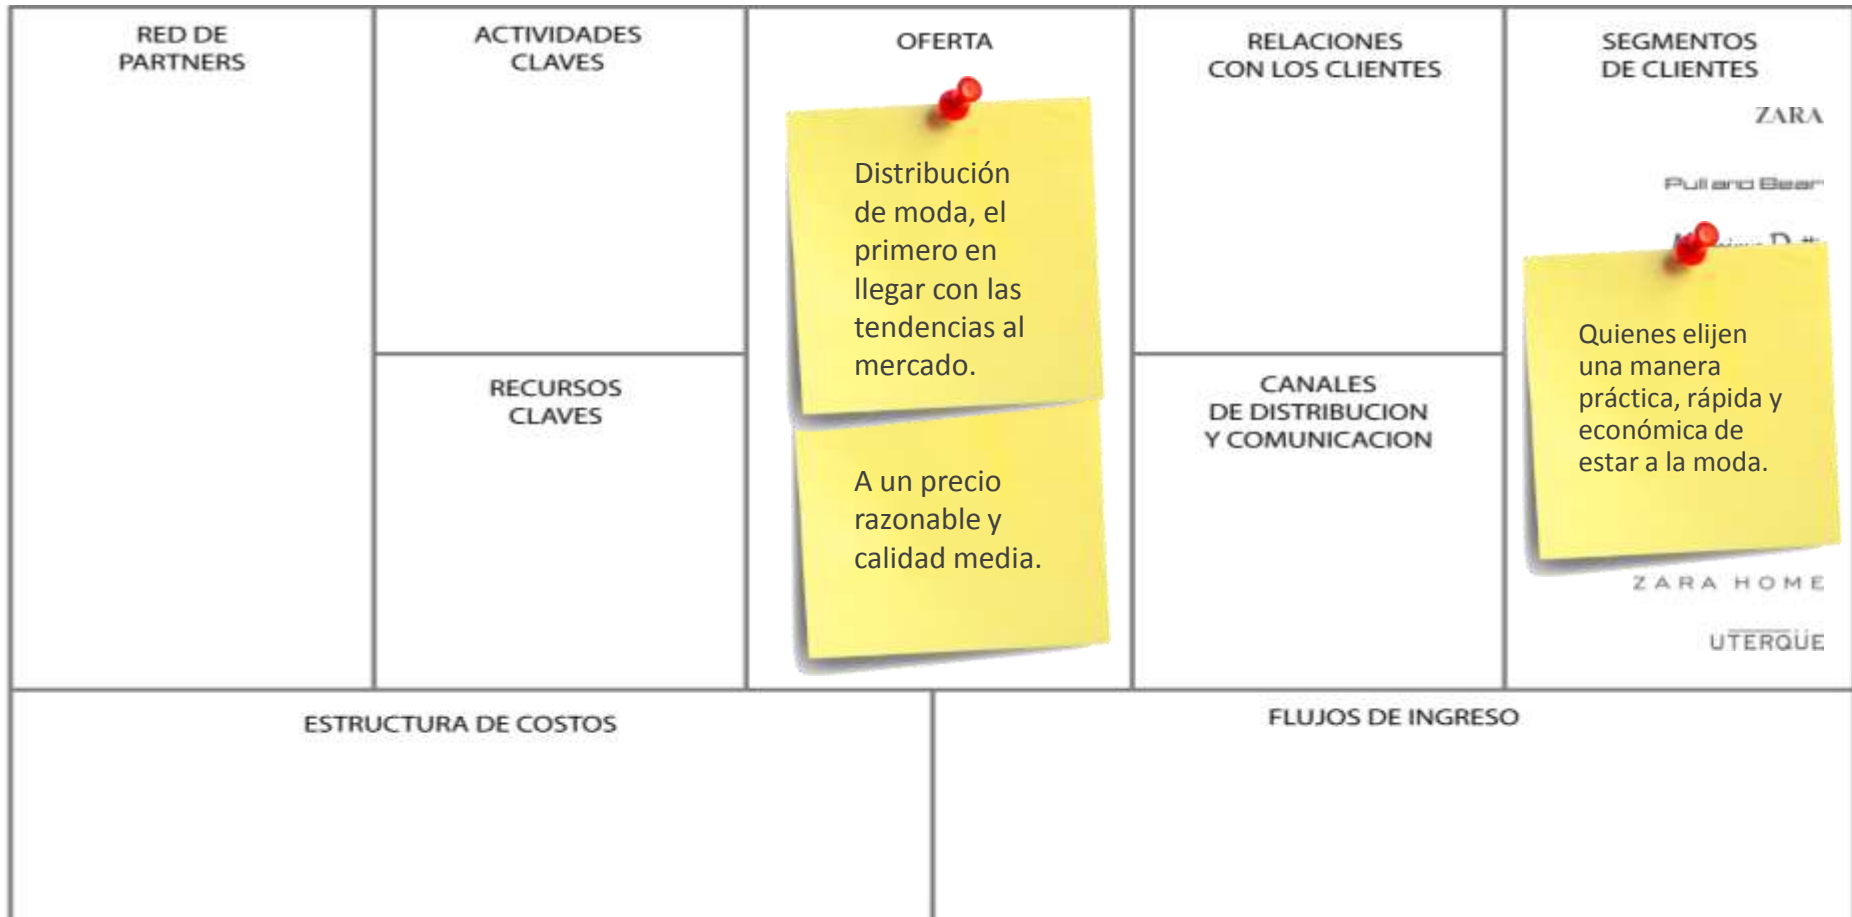 RED DE
PARTNERS
ACTIVIDADES
CLAVES
OFERTA
RELACIONES
CON LOS CLIENTES
SEGMENTOS
DE CLIENTES
ZARA
Pull and Bear
Distribución
de moda, el
primero en
llegar con las
tendencias al
mercado.
Quienes elijen
una manera
práctica, rápida y
económica de
estar a la moda.
RECURSOS
CLAVES
CANALES
DE DISTRIBUCION
Y COMUNICACION
A un precio
razonable y
calidad media.
ZARA HOME
UTERQÜE
ESTRUCTURA DE COSTOS
FLUJOS DE INGRESO